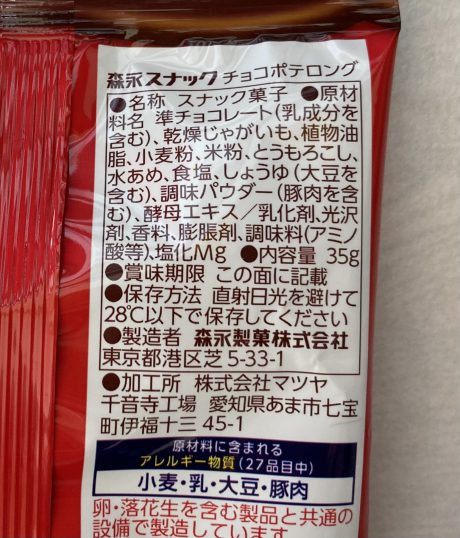 森永スナック チョコポテロング
●名称 スナック菓子 ●原材
料名 準チョコレート(乳成分を
含む)、乾燥じゃがいも、植物油
脂、小麦粉、米粉、とうもろこし、
水あめ、食塩、しょうゆ(大豆を
含む)、調味パウダー(豚肉を含
む)、酵母エキス/乳化剤、光沢
剤、香料、膨脹剤、調味料(アミノ
酸等)、塩化Mg ●内容量 35g
●賞味期限 この面に記載
●保存方法 直射日光を避けて
28℃以下で保存してください
●製造者 森永製菓株式会社
東京都港区芝5-33-1
●加工所 株式会社マツヤ
千音寺工場 愛知県あま市七宝
町伊福十三 45-1
原材料に含まれる
アレルギー物質(27品目中)
小麦・乳・大豆・豚肉
卵・落花生を含む製品と共通の
設備で製造しています